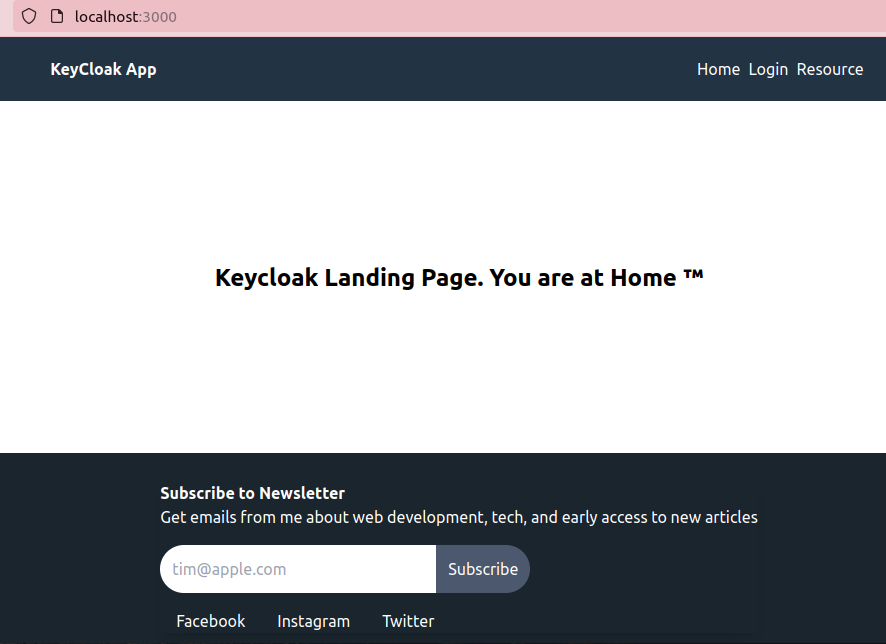 localhost:3000
KeyCloak App Home Login Resource
Keycloak Landing Page. You are at Home ™
Subscribe to Newsletter
Get emails from me about web development, tech, and early access to new articles
tim@apple.com Subscribe
Facebook Instagram Twitter